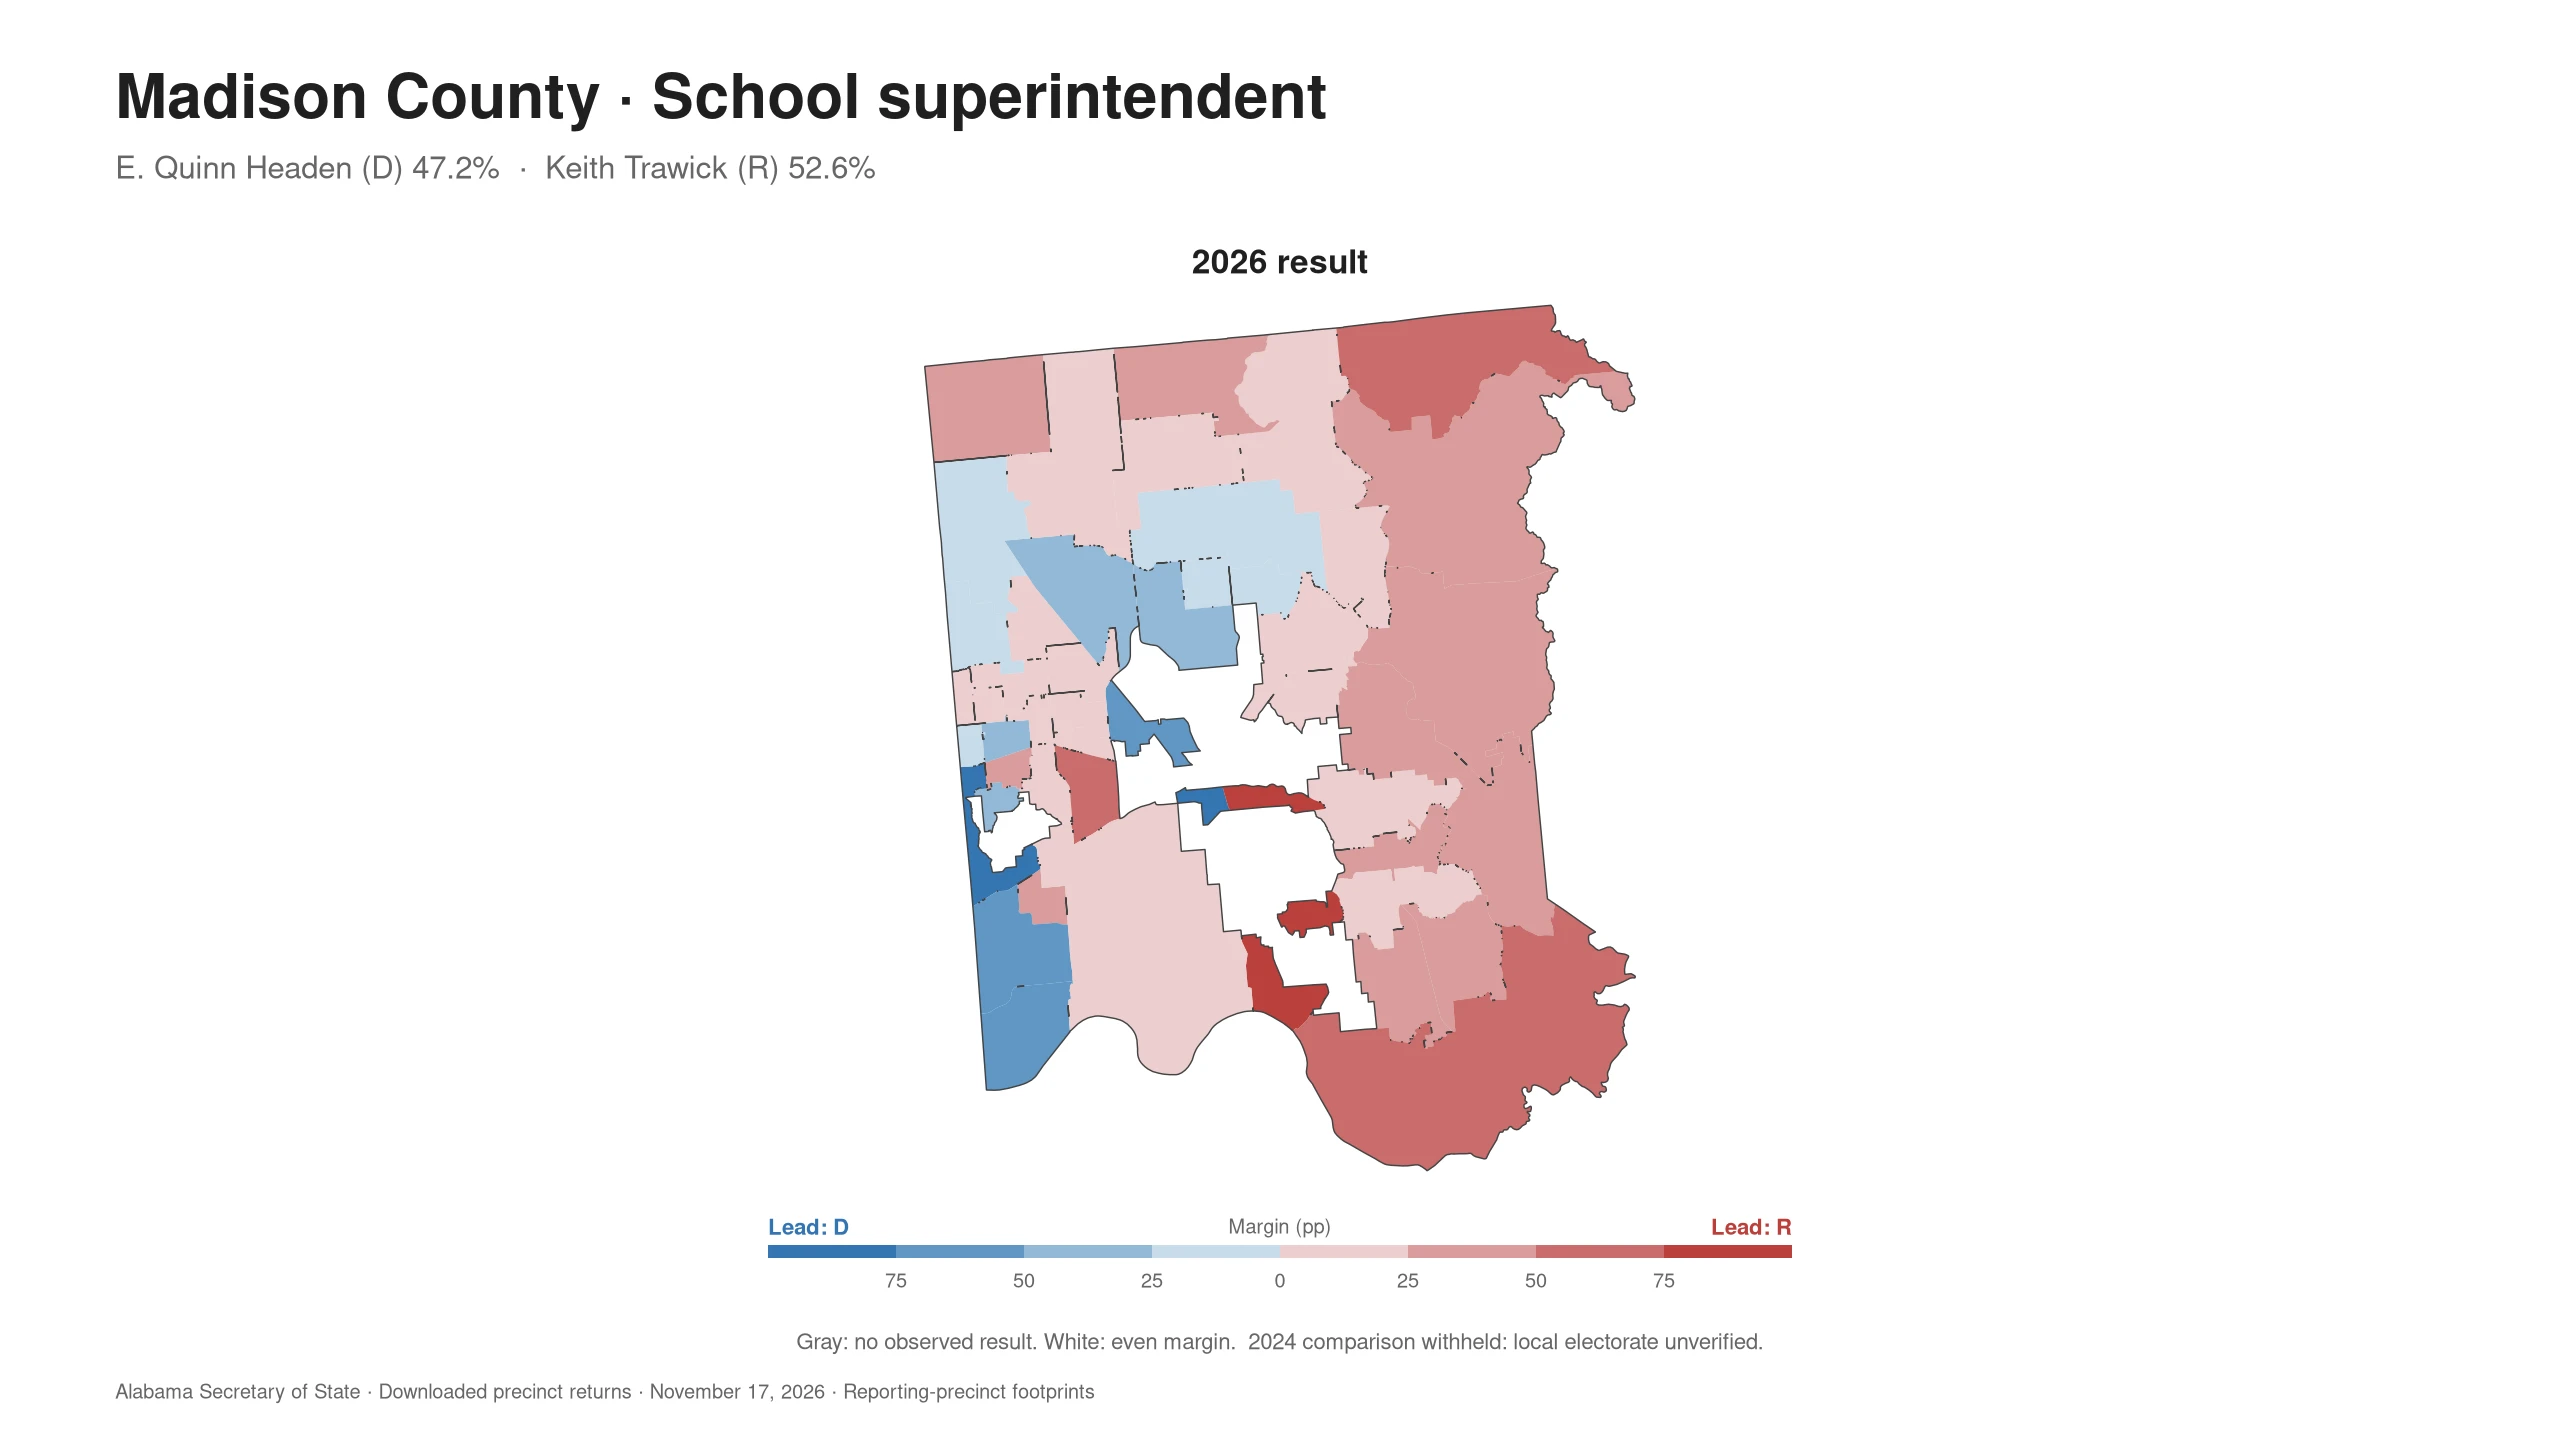 Madison County · School superintendent
E. Quinn Headen (D) 47.2% · Keith Trawick (R) 52.6%
2026 result
Lead: D Margin (pp) Lead: R
75 50 25 0 25 50 75
Gray: no observed result. White: even margin. 2024 comparison withheld: local electorate unverified.
Alabama Secretary of State · Downloaded precinct returns · November 17, 2026 · Reporting-precinct footprints